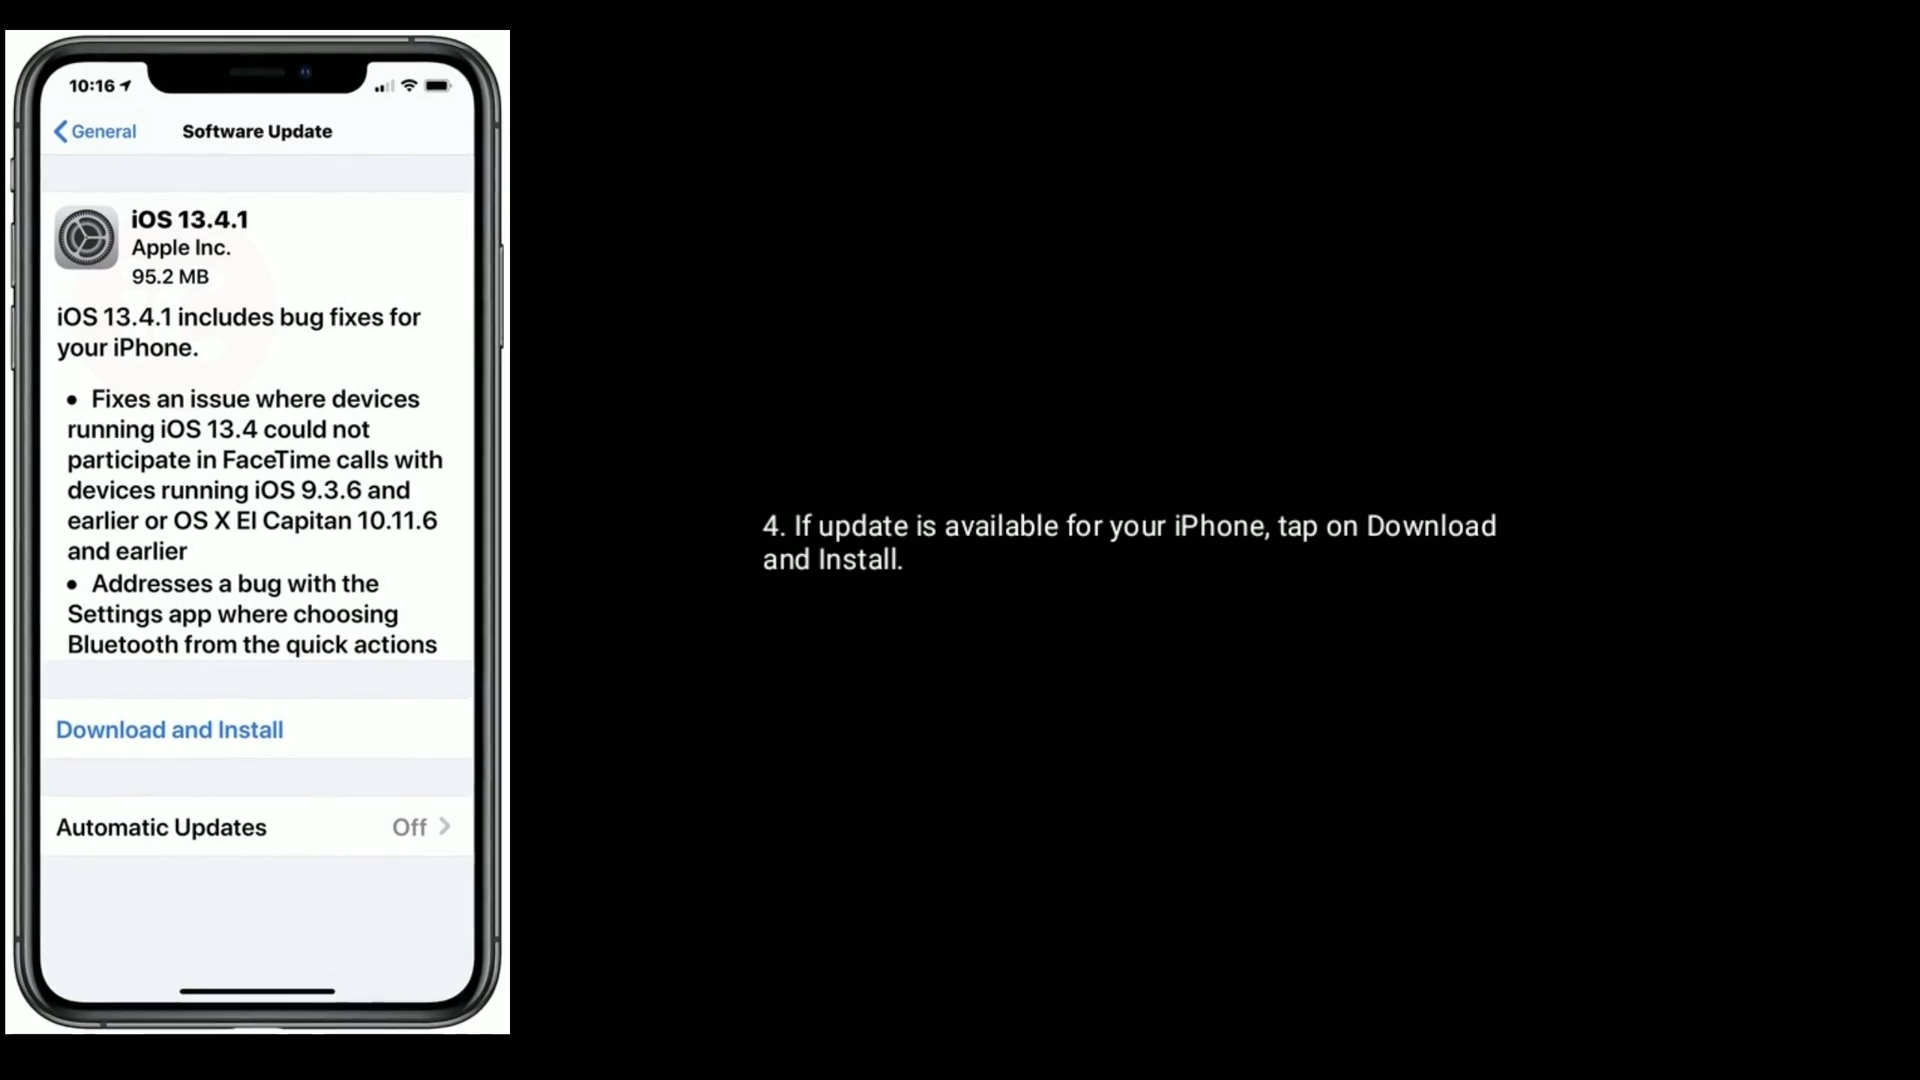 10:16
General
Software Update
iOS 13.4.1
Apple Inc.
95.2 MB
iOS 13.4.1 includes bug fixes for
your iPhone.
• Fixes an issue where devices
running iOS 13.4 could not
participate in FaceTime calls with
devices running iOS 9.3.6 and
earlier or OS X El Capitan 10.11.6
and earlier
• Addresses a bug with the
Settings app where choosing
Bluetooth from the quick actions
Download and Install
Automatic Updates Off
4. If update is available for your iPhone, tap on Download
and Install.